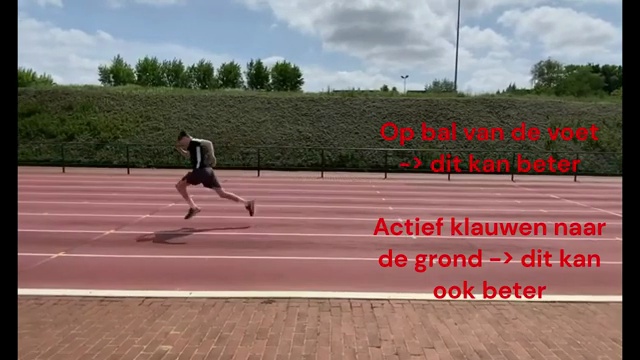 Op bal van de voet
-> dit kan beter
Actief klauwen naar
de grond -> dit kan
ook beter